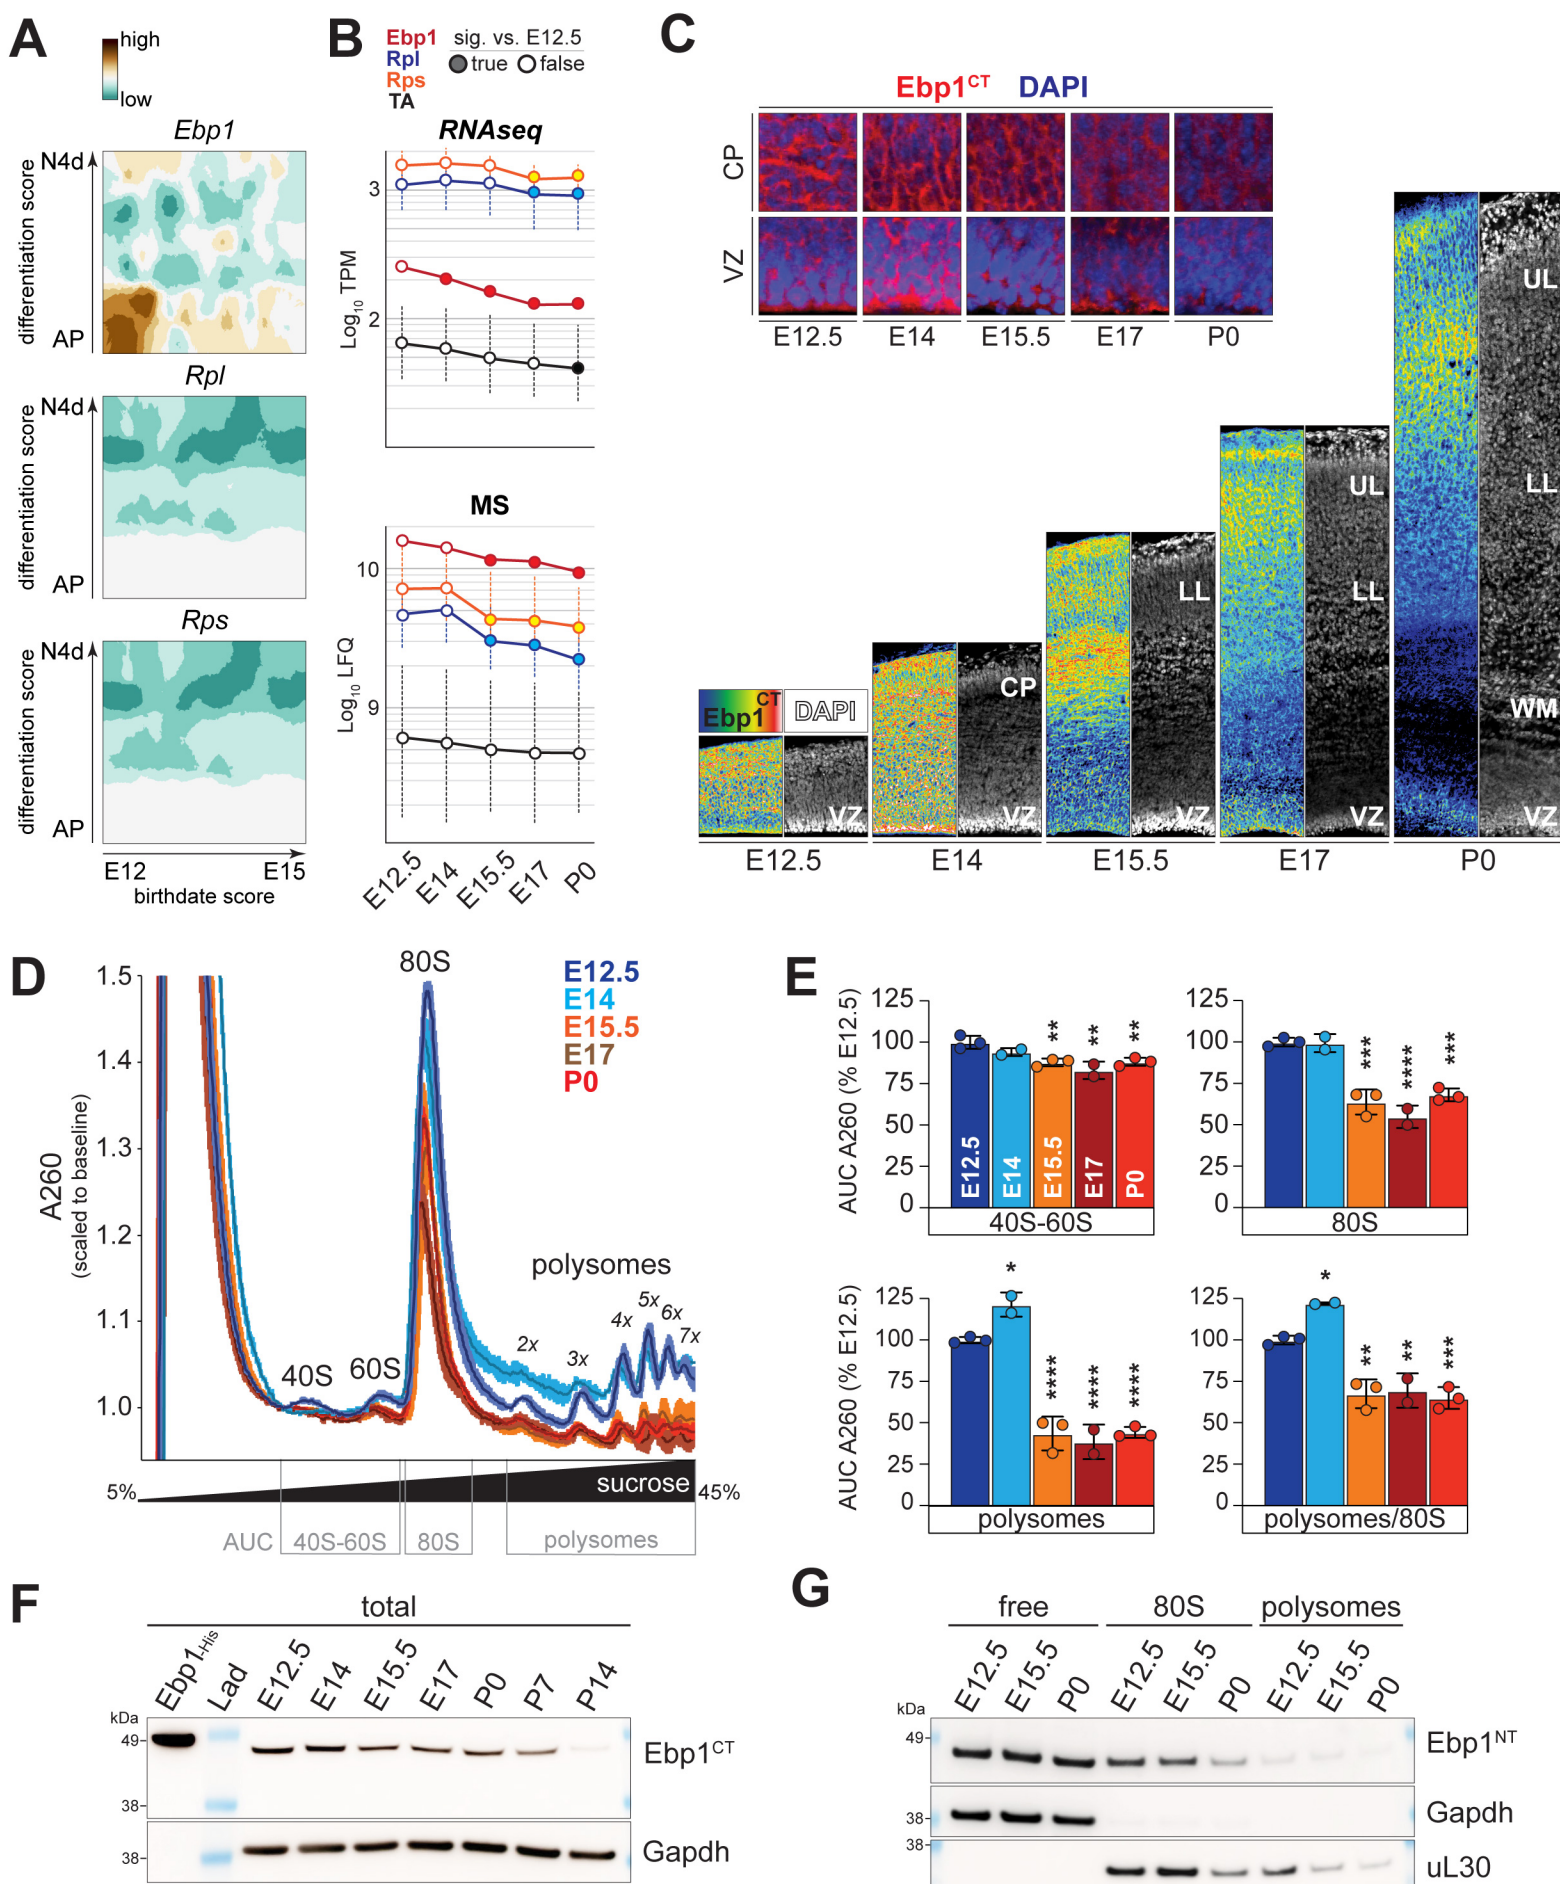 A
high
low
Ebp1
N4d
differentiation score
AP
Rpl
N4d
differentiation score
AP
Rps
N4d
differentiation score
AP
E12
E15
birthdate score
B
Ebp1
Rpl
Rps
TA
sig. vs. E12.5
true
false
RNAseq
3
2
Log10 TPM
MS
10
9
Log10 LFQ
E12.5
E14
E15.5
E17
P0
C
Ebp1CT DAPI
CP
VZ
E12.5 E14 E15.5 E17 P0
Ebp1CT
DAPI
VZ
CP
VZ
LL
VZ
UL
LL
VZ
UL
LL
WM
VZ
E12.5 E14 E15.5 E17 P0
D
A260
(scaled to baseline)
1.5
1.4
1.3
1.2
1.1
1.0
80S
E12.5
E14
E15.5
E17
P0
polysomes
40S
60S
2x
3x
4x
5x
6x
7x
5%
sucrose
45%
AUC
40S-60S
80S
polysomes
E
AUC A260 (% E12.5)
125
100
75
50
25
0
** ** **
E12.5
E14
E15.5
E17
P0
40S-60S
125
100
75
50
25
0
*** **** ***
80S
AUC A260 (% E12.5)
125
100
75
50
25
0
* **** **** ****
polysomes
125
100
75
50
25
0
* ** ** ***
polysomes/80S
F
total
Ebp1-His
Lad
E12.5
E14
E15.5
E17
P0
P7
P14
kDa
49
38
Ebp1CT
38
Gapdh
G
free 80S polysomes
E12.5
E15.5
P0
E12.5
E15.5
P0
E12.5
E15.5
P0
kDa
49
Ebp1NT
38
Gapdh
38
uL30